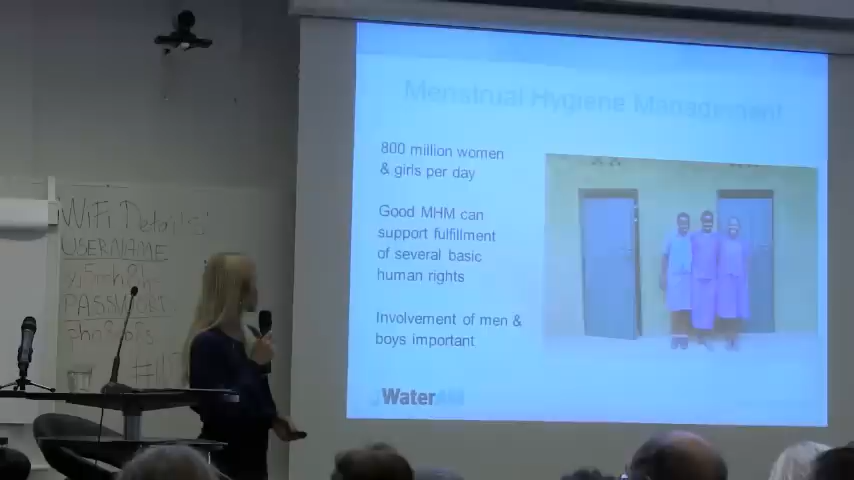 Menstrual Hygiene Management
800 million women
& girls per day
Good MHM can
support fulfillment
of several basic
human rights
Involvement of men &
boys important
WaterAid
WiFi Details
USERNAME
PASSWORD